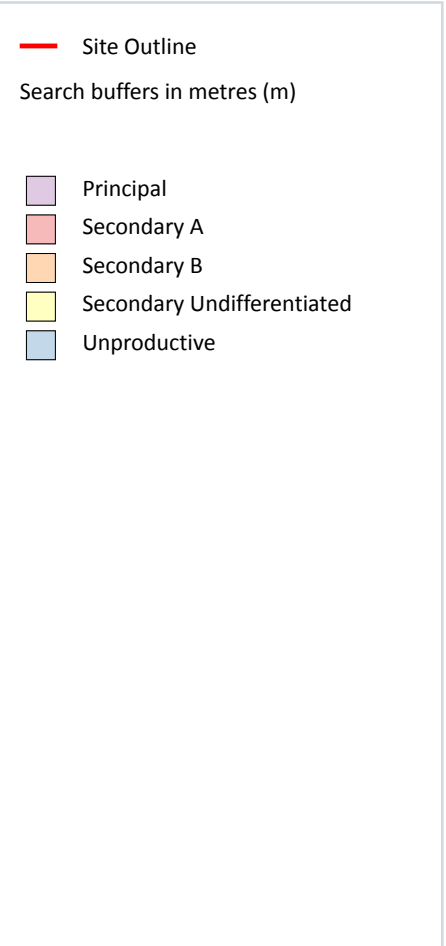 Site Outline
Search buffers in metres (m)
Principal
Secondary A
Secondary B
Secondary Undifferentiated
Unproductive